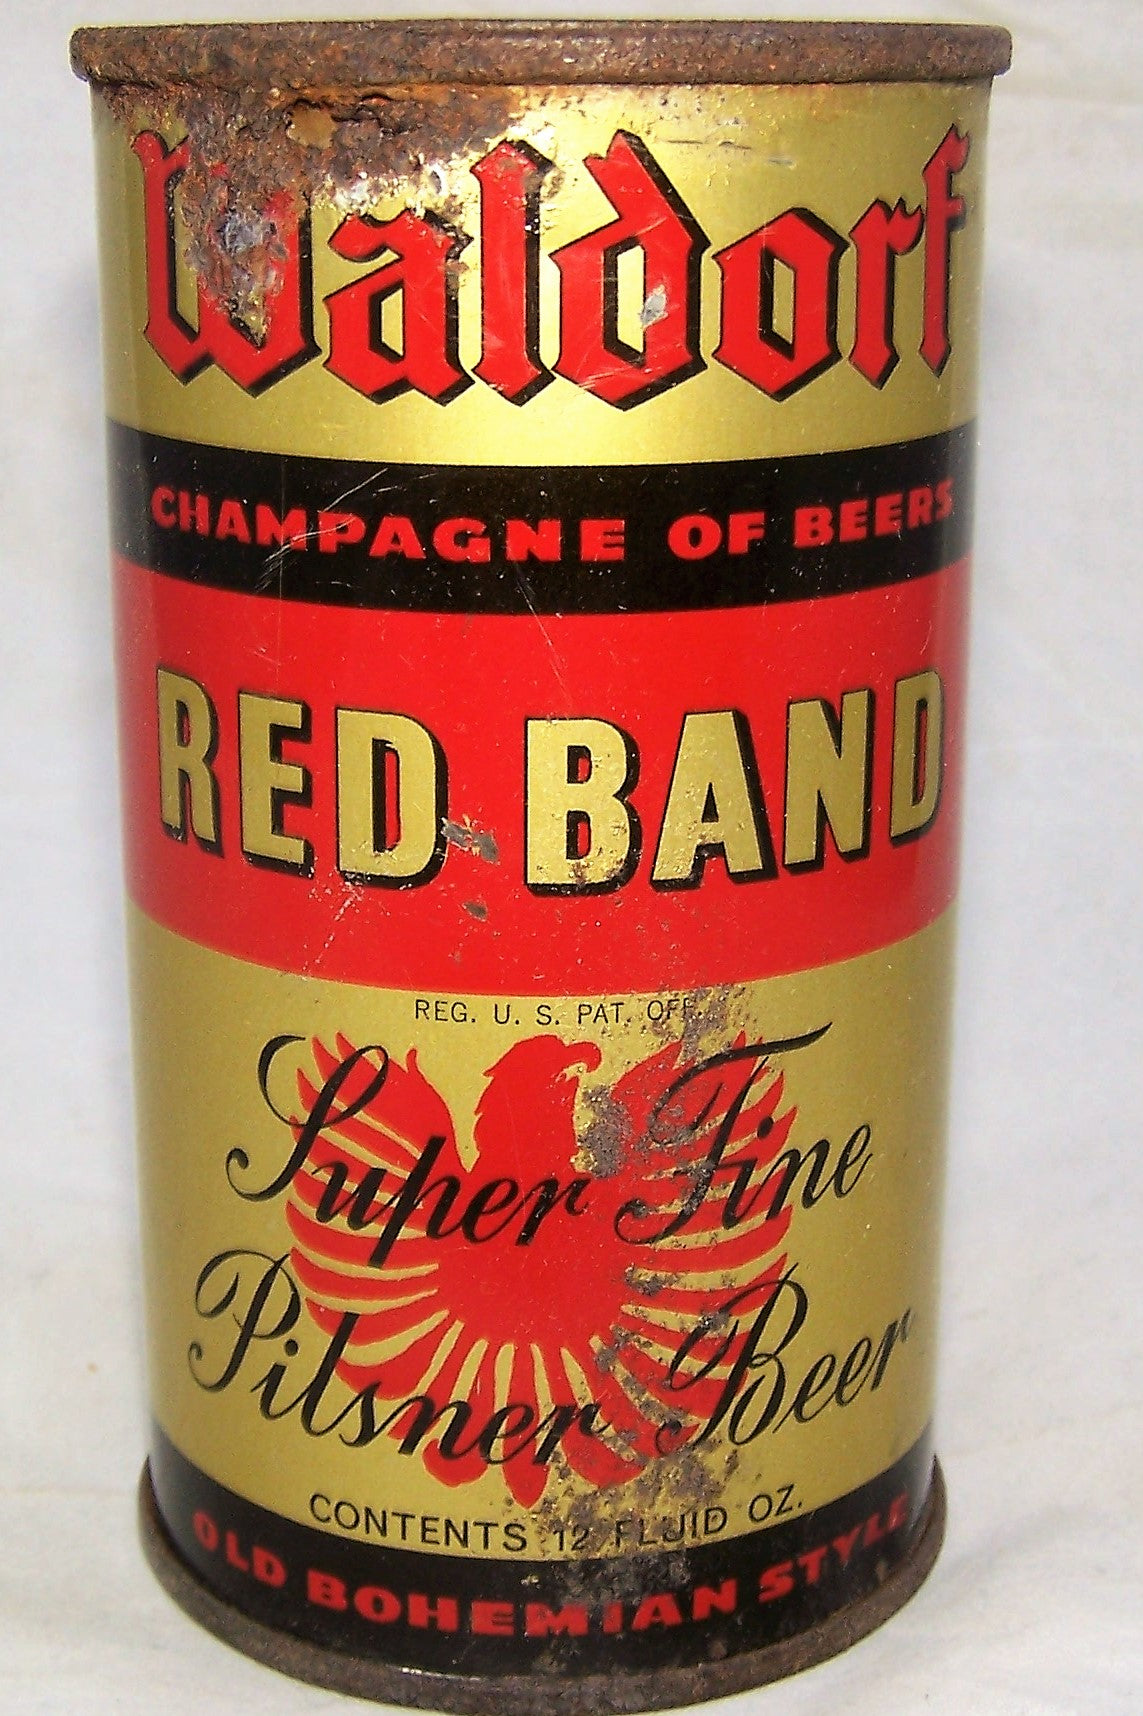 Waldorf
CHAMPAGNE OF BEERS
RED BAND
REG. U. S. PAT. OFF.
Super Fine
Pilsner Beer
CONTENTS 12 FLUID OZ.
OLD BOHEMIAN STYLE